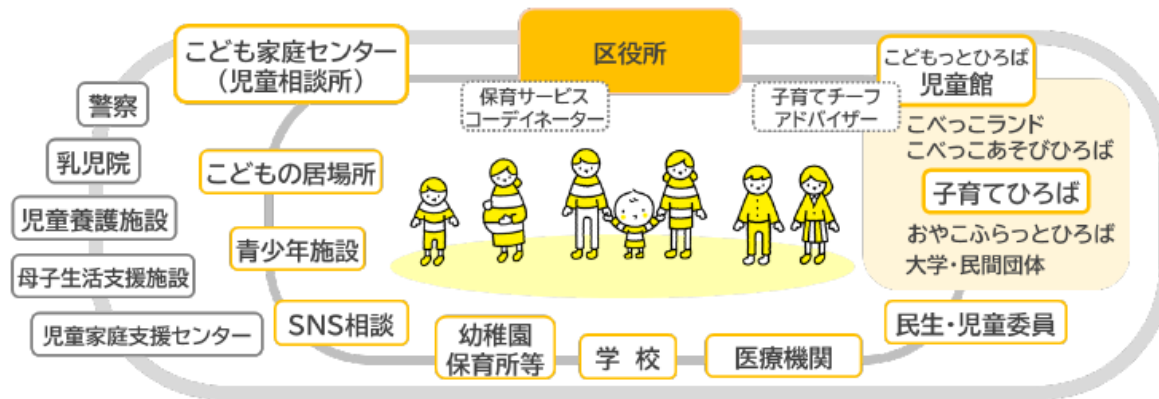 こども家庭センター
（児童相談所）
区役所
こどもっとひろば
児童館
保育サービス
コーデイネーター
子育てチーフ
アドバイザー
警察
乳児院
児童養護施設
母子生活支援施設
児童家庭支援センター
こどもの居場所
青少年施設
SNS相談
幼稚園
保育所等
学 校
医療機関
民生・児童委員
こべっこランド
こべっこあそびひろば
子育てひろば
おやこふらっとひろば
大学・民間団体